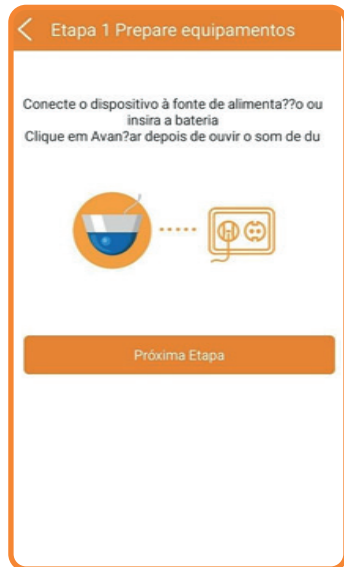 Etapa 1 Prepare equipamentos
Conecte o dispositivo à fonte de alimenta??o ou
insira a bateria
Clique em Avan?ar depois de ouvir o som de du
Próxima Etapa